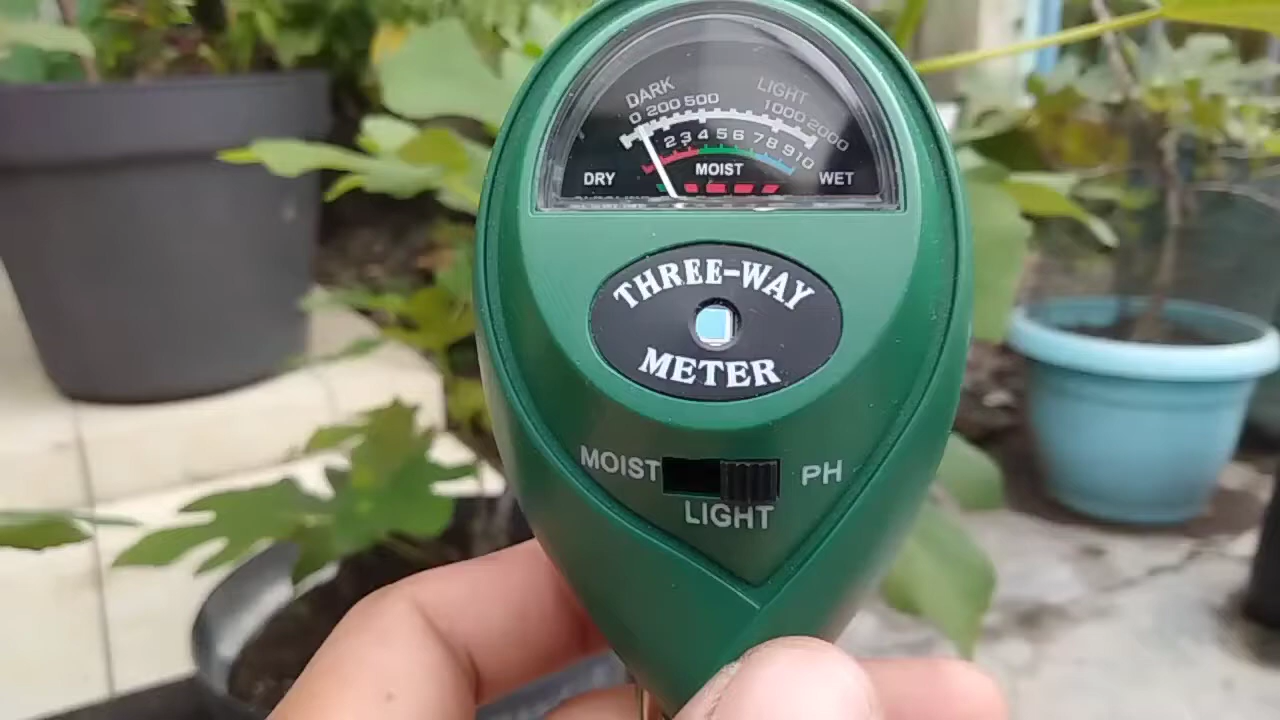 DARK LIGHT
0 200 500 1000 2000
2 3 4 5 6 7 8 9 10
DRY MOIST WET
THREE-WAY
METER
MOIST PH
LIGHT